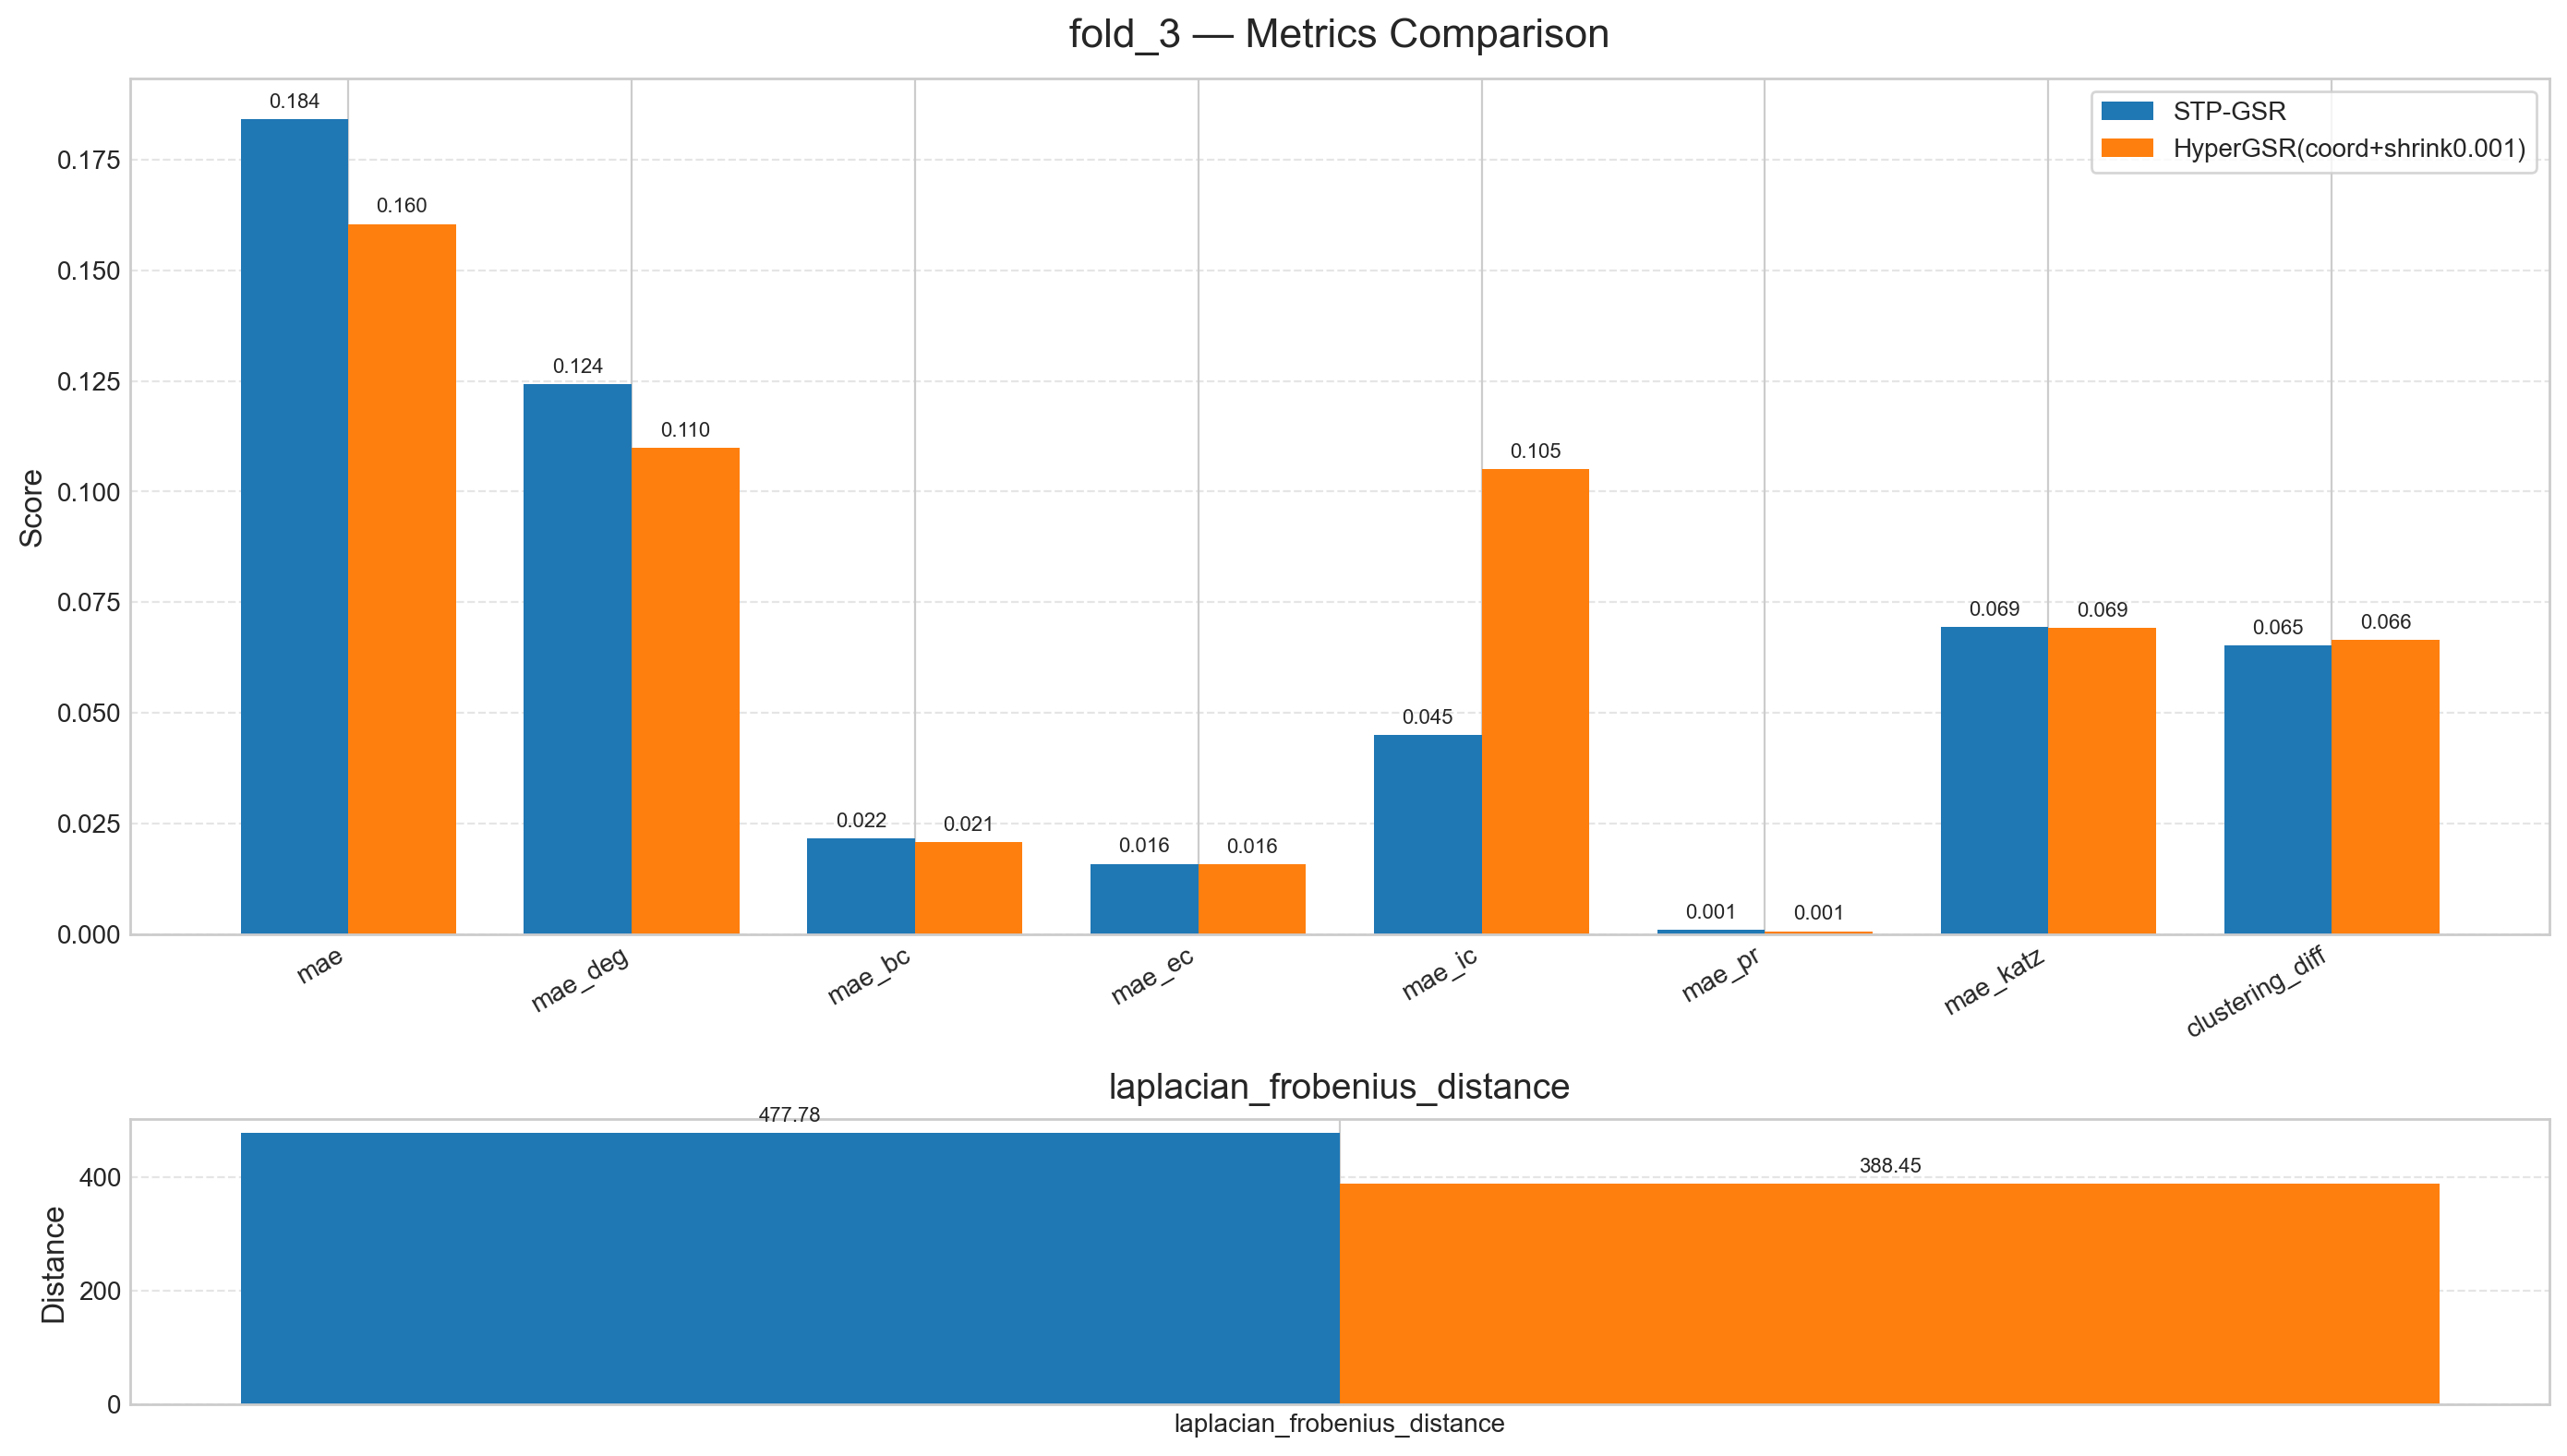 fold_3 — Metrics Comparison
Score
0.175
0.150
0.125
0.100
0.075
0.050
0.025
0.000
0.184
0.160
0.124
0.110
0.022
0.021
0.016
0.016
0.045
0.105
0.001
0.001
0.069
0.069
0.065
0.066
STP-GSR
HyperGSR(coord+shrink0.001)
mae
mae_deg
mae_bc
mae_ec
mae_ic
mae_pr
mae_katz
clustering_diff
laplacian_frobenius_distance
Distance
400
200
0
477.78
388.45
laplacian_frobenius_distance